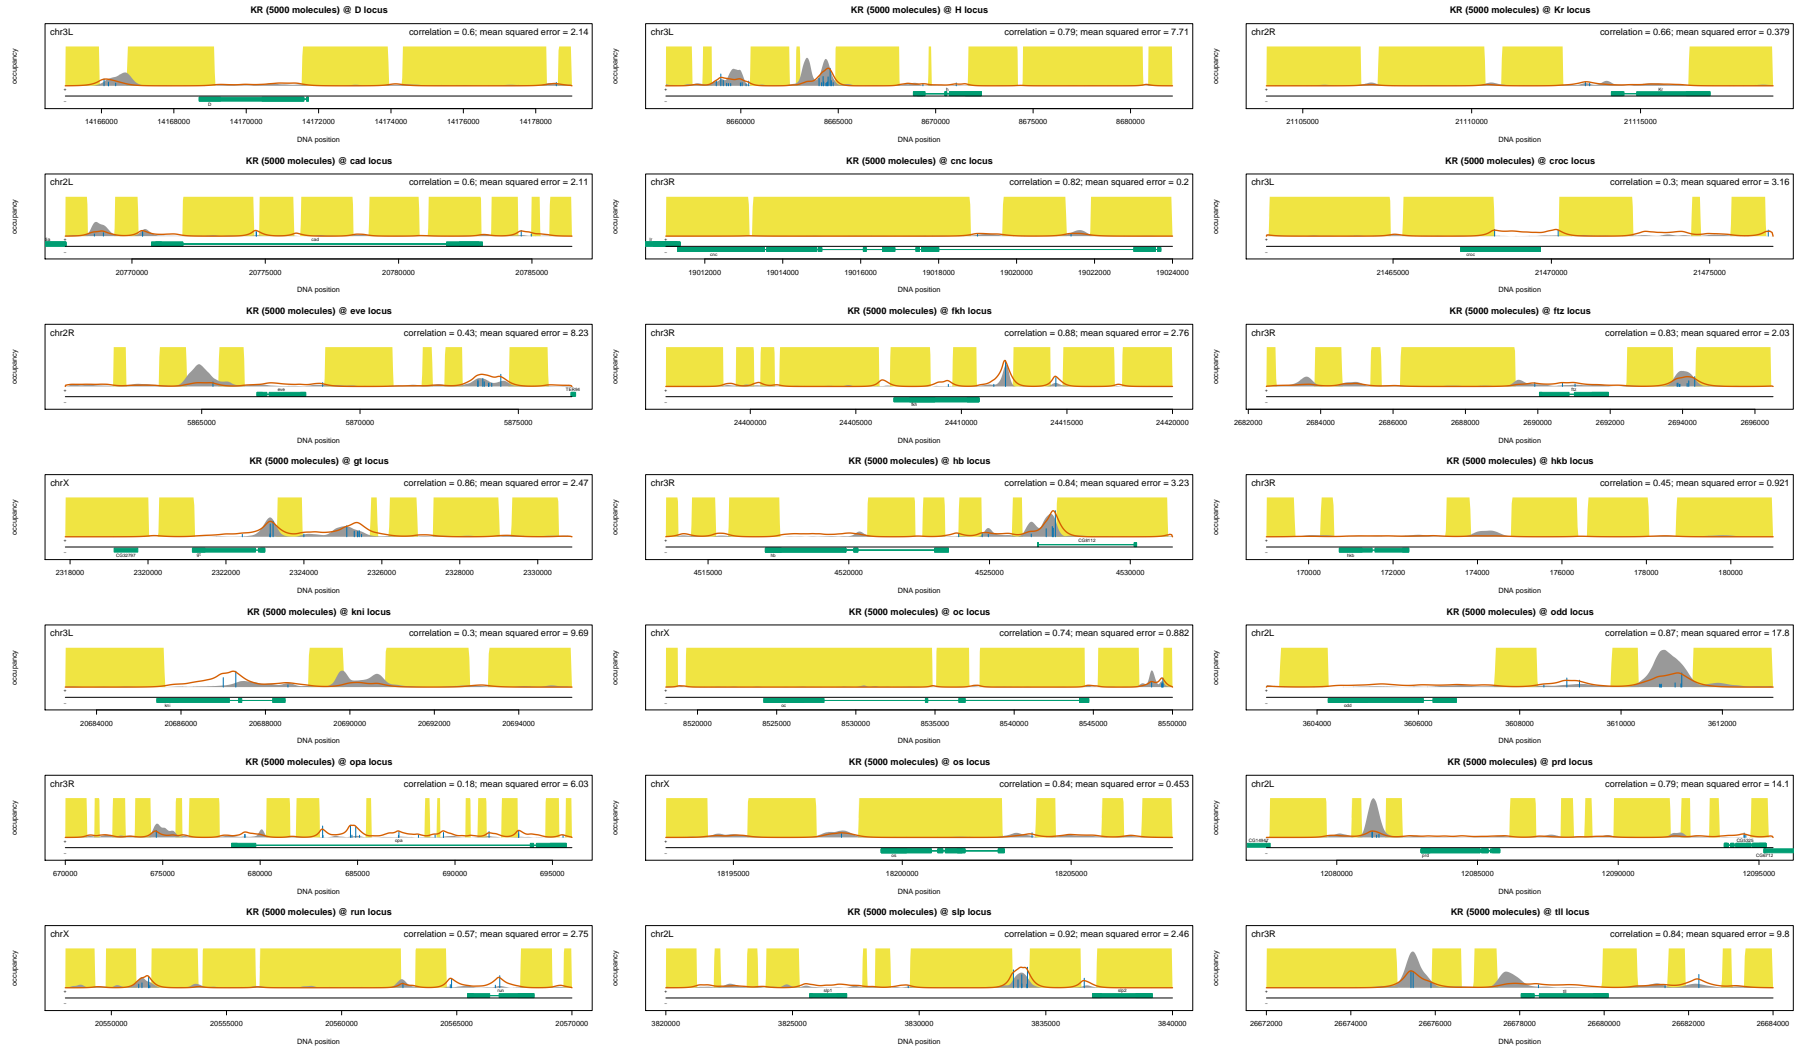 KR (5000 molecules) @ D locus
chr3L
correlation = 0.6; mean squared error = 2.14
occupancy
D
14166000 14168000 14170000 14172000 14174000 14176000 14178000
DNA position
KR (5000 molecules) @ H locus
chr3L
correlation = 0.79; mean squared error = 7.71
occupancy
8660000 8665000 8670000 8675000 8680000
DNA position
KR (5000 molecules) @ Kr locus
chr2R
correlation = 0.66; mean squared error = 0.379
occupancy
21105000 21110000 21115000
DNA position
KR (5000 molecules) @ cad locus
chr2L
correlation = 0.6; mean squared error = 2.11
occupancy
cad
20770000 20775000 20780000 20785000
DNA position
KR (5000 molecules) @ cnc locus
chr3R
correlation = 0.82; mean squared error = 0.2
occupancy
cnc
19012000 19014000 19016000 19018000 19020000 19022000 19024000
DNA position
KR (5000 molecules) @ croc locus
chr3L
correlation = 0.3; mean squared error = 3.16
occupancy
croc
21465000 21470000 21475000
DNA position
KR (5000 molecules) @ eve locus
chr2R
correlation = 0.43; mean squared error = 8.23
occupancy
eve TER94
5865000 5870000 5875000
DNA position
KR (5000 molecules) @ fkh locus
chr3R
correlation = 0.88; mean squared error = 2.76
occupancy
fkh
24400000 24405000 24410000 24415000 24420000
DNA position
KR (5000 molecules) @ ftz locus
chr3R
correlation = 0.83; mean squared error = 2.03
occupancy
ftz
2682000 2684000 2686000 2688000 2690000 2692000 2694000 2696000
DNA position
KR (5000 molecules) @ gt locus
chrX
correlation = 0.86; mean squared error = 2.47
occupancy
CG32797 gt
2318000 2320000 2322000 2324000 2326000 2328000 2330000
DNA position
KR (5000 molecules) @ hb locus
chr3R
correlation = 0.84; mean squared error = 3.23
occupancy
hb CG8112
4515000 4520000 4525000 4530000
DNA position
KR (5000 molecules) @ hkb locus
chr3R
correlation = 0.45; mean squared error = 0.921
occupancy
hkb
170000 172000 174000 176000 178000 180000
DNA position
KR (5000 molecules) @ kni locus
chr3L
correlation = 0.3; mean squared error = 9.69
occupancy
kni
20684000 20686000 20688000 20690000 20692000 20694000
DNA position
KR (5000 molecules) @ oc locus
chrX
correlation = 0.74; mean squared error = 0.882
occupancy
oc
8520000 8525000 8530000 8535000 8540000 8545000 8550000
DNA position
KR (5000 molecules) @ odd locus
chr2L
correlation = 0.87; mean squared error = 17.8
occupancy
odd
3604000 3606000 3608000 3610000 3612000
DNA position
KR (5000 molecules) @ opa locus
chr3R
correlation = 0.18; mean squared error = 6.03
occupancy
opa
670000 675000 680000 685000 690000 695000
DNA position
KR (5000 molecules) @ os locus
chrX
correlation = 0.84; mean squared error = 0.453
occupancy
os
18195000 18200000 18205000
DNA position
KR (5000 molecules) @ prd locus
chr2L
correlation = 0.79; mean squared error = 14.1
occupancy
prd
12080000 12085000 12090000 12095000
DNA position
KR (5000 molecules) @ run locus
chrX
correlation = 0.57; mean squared error = 2.75
occupancy
run
20550000 20555000 20560000 20565000 20570000
DNA position
KR (5000 molecules) @ slp locus
chr2L
correlation = 0.92; mean squared error = 2.46
occupancy
slp1 slp2
3820000 3825000 3830000 3835000 3840000
DNA position
KR (5000 molecules) @ tll locus
chr3R
correlation = 0.84; mean squared error = 9.8
occupancy
tll
26672000 26674000 26676000 26678000 26680000 26682000 26684000
DNA position